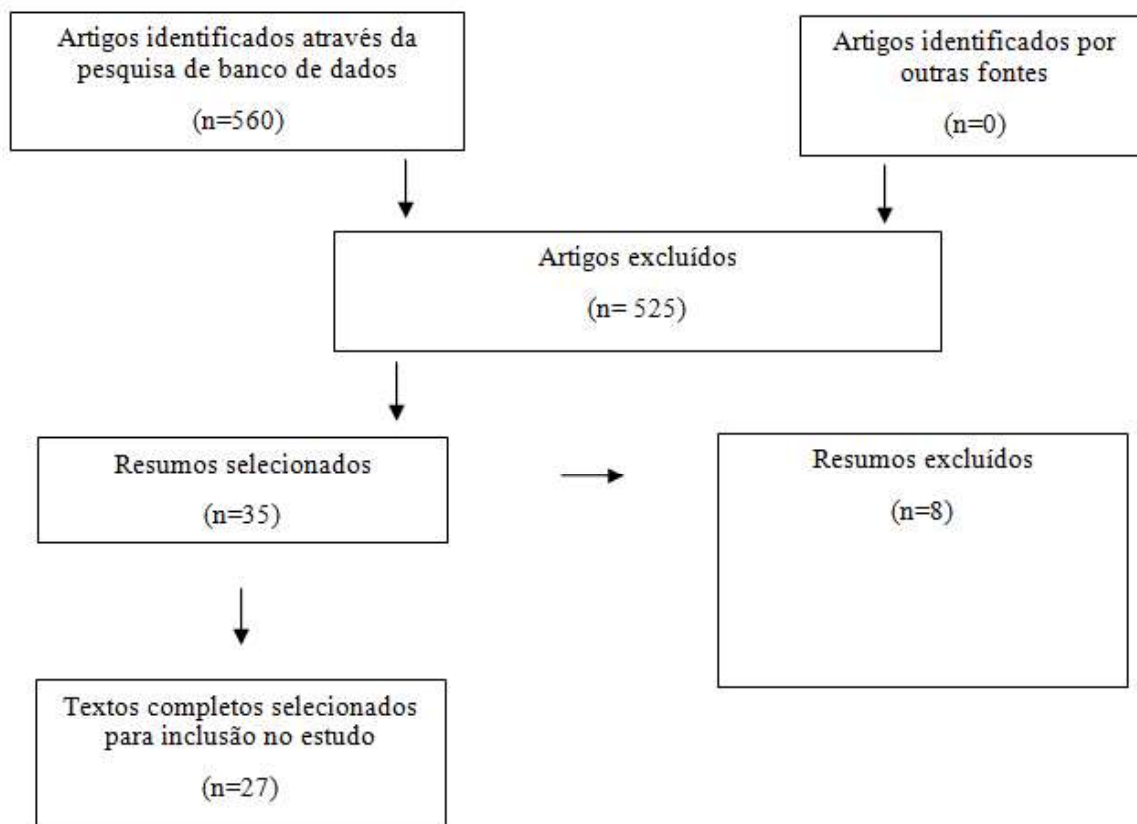 Artigos identificados através da
pesquisa de banco de dados
(n=560)
Artigos identificados por
outras fontes
(n=0)
Artigos excluídos
(n= 525)
Resumos selecionados
(n=35)
Resumos excluídos
(n=8)
Textos completos selecionados
para inclusão no estudo
(n=27)